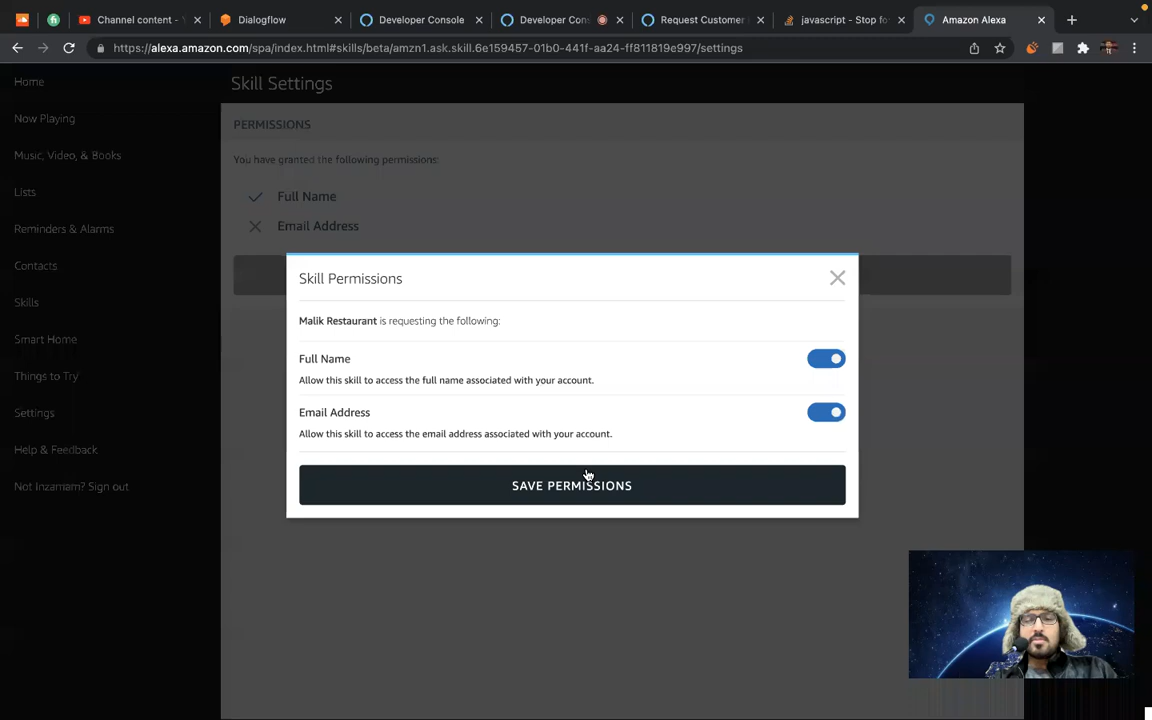 Channel content - Y
Dialogflow
Developer Console
Developer Con
Request Customer
javascript - Stop fo
Amazon Alexa
https://alexa.amazon.com/spa/index.html#skills/beta/amzn1.ask.skill.6e159457-01b0-441f-aa24-ff811819e997/settings
Home
Skill Settings
Now Playing
PERMISSIONS
Music, Video, & Books
You have granted the following permissions:
Lists
Full Name
Reminders & Alarms
Email Address
Contacts
Skill Permissions
Skills
Malik Restaurant is requesting the following:
Smart Home
Full Name
Things to Try
Allow this skill to access the full name associated with your account.
Settings
Email Address
Allow this skill to access the email address associated with your account.
Help & Feedback
Not Inzamam? Sign out
SAVE PERMISSIONS